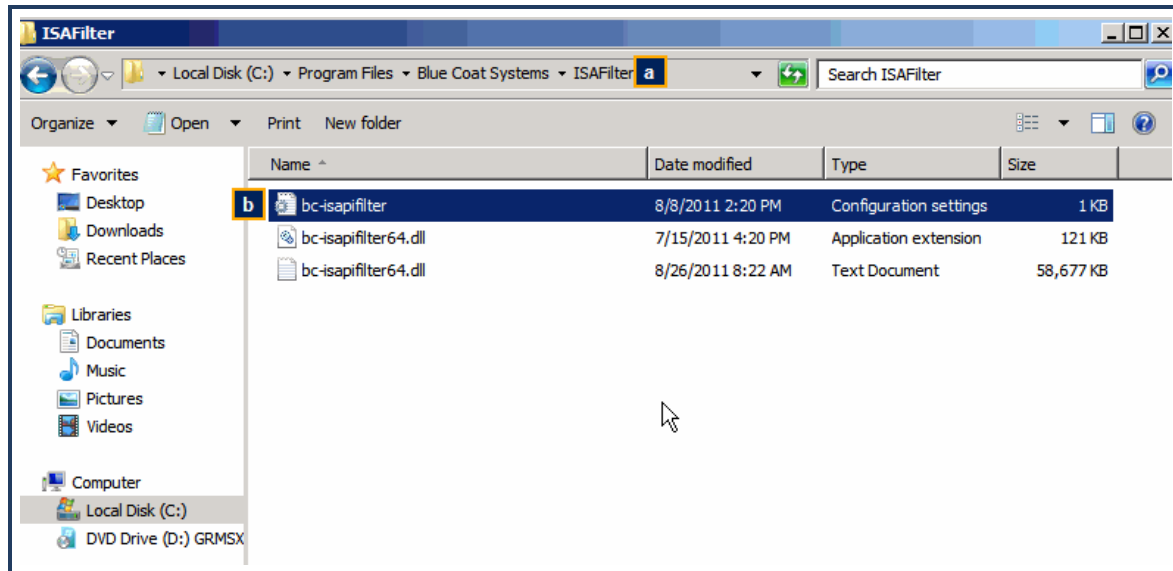 ISAFilter
Local Disk (C:) Program Files Blue Coat Systems ISAFilter a Search ISAFilter
Organize Open Print New folder
Name Date modified Type Size
Favorites
Desktop
Downloads
Recent Places
Libraries
Documents
Music
Pictures
Videos
Computer
Local Disk (C:)
DVD Drive (D:) GRMSX
b bc-isapifilter 8/8/2011 2:20 PM Configuration settings 1 KB
bc-isapifilter64.dll 7/15/2011 4:20 PM Application extension 121 KB
bc-isapifilter64.dll 8/26/2011 8:22 AM Text Document 58,677 KB